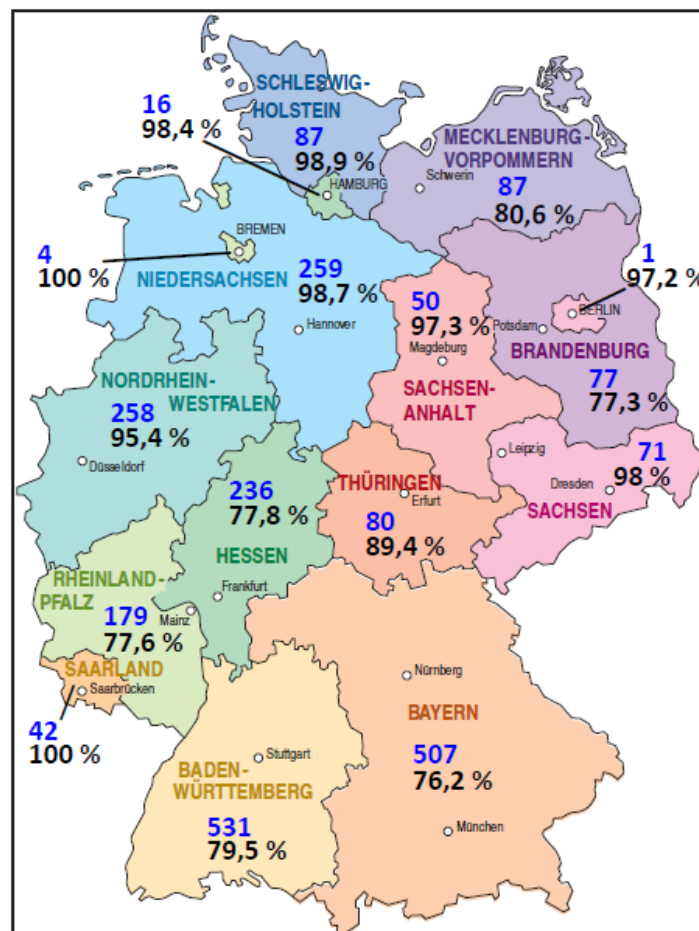 SCHLESWIG-
HOLSTEIN
87
98,9 %
16
98,4 %
HAMBURG
MECKLENBURG-
VORPOMMERN
Schwerin
87
80,6 %
BREMEN
4
100 %
NIEDERSACHSEN
259
98,7 %
Hannover
1
97,2 %
BERLIN
Potsdam
BRANDENBURG
77
77,3 %
50
97,3 %
Magdeburg
SACHSEN-
ANHALT
NORDRHEIN-
WESTFALEN
258
95,4 %
Düsseldorf
Leipzig
71
98 %
Dresden
SACHSEN
THÜRINGEN
Erfurt
80
89,4 %
236
77,8 %
HESSEN
Frankfurt
RHEINLAND-
PFALZ
179
Mainz
77,6 %
SAARLAND
Saarbrücken
42
100 %
Nürnberg
BAYERN
507
76,2 %
München
Stuttgart
BADEN-
WÜRTTEMBERG
531
79,5 %